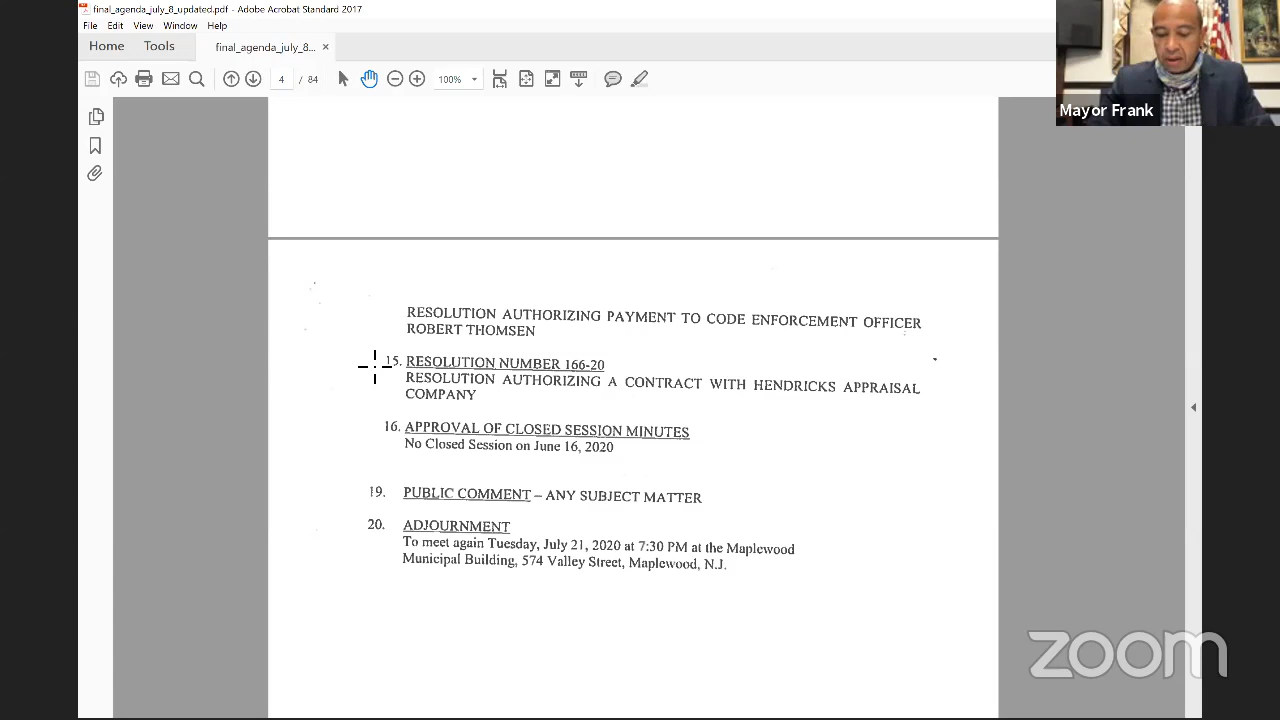 final_agenda_july_8_updated.pdf - Adobe Acrobat Standard 2017
File Edit View Window Help
Home Tools final_agenda_july_8... ×
4 / 84 100%
Mayor Frank
RESOLUTION AUTHORIZING PAYMENT TO CODE ENFORCEMENT OFFICER
ROBERT THOMSEN
15. RESOLUTION NUMBER 166-20
RESOLUTION AUTHORIZING A CONTRACT WITH HENDRICKS APPRAISAL
COMPANY
16. APPROVAL OF CLOSED SESSION MINUTES
No Closed Session on June 16, 2020
19. PUBLIC COMMENT – ANY SUBJECT MATTER
20. ADJOURNMENT
To meet again Tuesday, July 21, 2020 at 7:30 PM at the Maplewood
Municipal Building, 574 Valley Street, Maplewood, N.J.
zoom